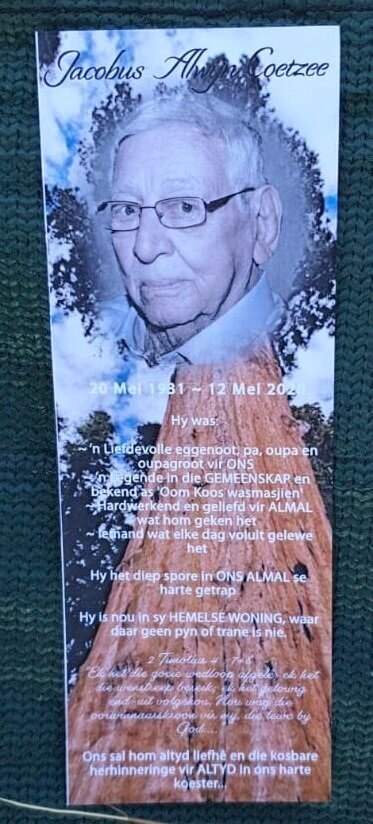 Jacobus Alwyn Coetzee
20 Mei 1931 ~ 12 Mei 202
Hy was:
~ 'n Liefdevolle eggenoot, pa, oupa en
oupagroot vir ONS
~ 'n Legende in die GEMEENSKAP en
bekend as 'Oom Koos wasmasjien'
~ Hardwerkend en geliefd vir ALMAL
wat hom geken het
~ Iemand wat elke dag voluit gelewe
het
Hy het diep spore in ONS ALMAL se
harte getrap
Hy is nou in sy HEMELSE WONING, waar
daar geen pyn of trane is nie.
2 Timotius 4 : 7+8
"Ek het die goeie wedloop afgelê; ek het
die wenstreep bereik; ek het gelowig
end-uit volgehou. Nou wag die
oorwinnaarskroon vir my, die lewe by
God....
Ons sal hom altyd liefhê en die kosbare
herhinneringe vir ALTYD in ons harte
koester...